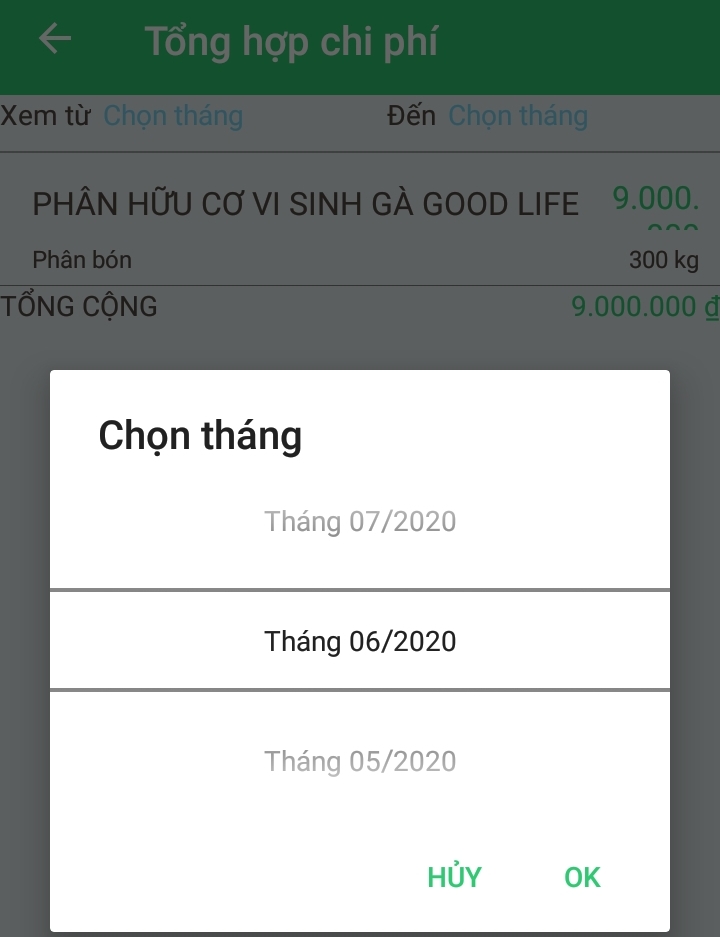 Tổng hợp chi phí
Xem từ Chọn tháng Đến Chọn tháng
PHÂN HỮU CƠ VI SINH GÀ GOOD LIFE 9.000.
Phân bón 300 kg
TỔNG CỘNG 9.000.000 đ
Chọn tháng
Tháng 07/2020
Tháng 06/2020
Tháng 05/2020
HỦY OK